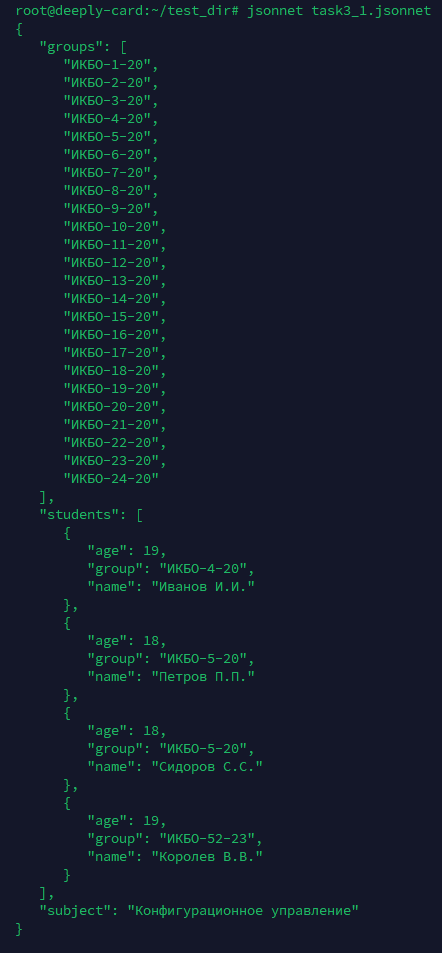 root@deeply-card:~/test_dir# jsonnet task3_1.jsonnet
{
   "groups": [
      "ИКБО-1-20",
      "ИКБО-2-20",
      "ИКБО-3-20",
      "ИКБО-4-20",
      "ИКБО-5-20",
      "ИКБО-6-20",
      "ИКБО-7-20",
      "ИКБО-8-20",
      "ИКБО-9-20",
      "ИКБО-10-20",
      "ИКБО-11-20",
      "ИКБО-12-20",
      "ИКБО-13-20",
      "ИКБО-14-20",
      "ИКБО-15-20",
      "ИКБО-16-20",
      "ИКБО-17-20",
      "ИКБО-18-20",
      "ИКБО-19-20",
      "ИКБО-20-20",
      "ИКБО-21-20",
      "ИКБО-22-20",
      "ИКБО-23-20",
      "ИКБО-24-20"
   ],
   "students": [
      {
         "age": 19,
         "group": "ИКБО-4-20",
         "name": "Иванов И.И."
      },
      {
         "age": 18,
         "group": "ИКБО-5-20",
         "name": "Петров П.П."
      },
      {
         "age": 18,
         "group": "ИКБО-5-20",
         "name": "Сидоров С.С."
      },
      {
         "age": 19,
         "group": "ИКБО-52-23",
         "name": "Королев В.В."
      }
   ],
   "subject": "Конфигурационное управление"
}